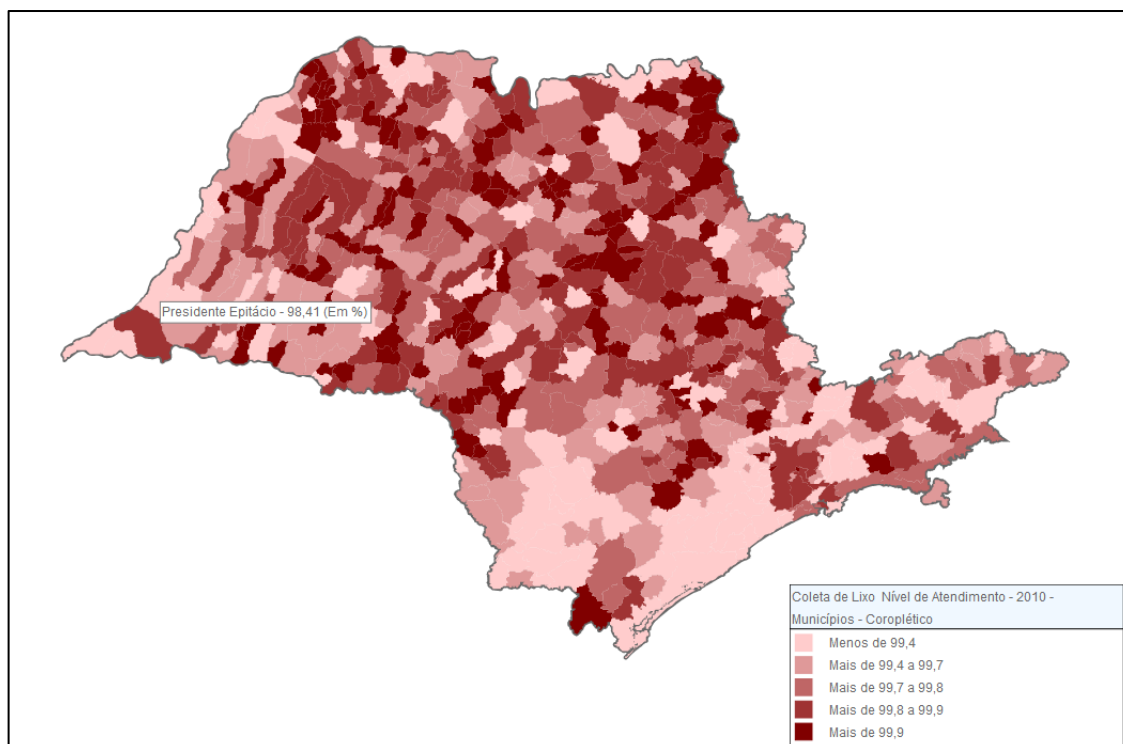 Presidente Epitácio - 98,41 (Em %)
Coleta de Lixo Nível de Atendimento - 2010 -
Municípios - Coroplético
Menos de 99,4
Mais de 99,4 a 99,7
Mais de 99,7 a 99,8
Mais de 99,8 a 99,9
Mais de 99,9